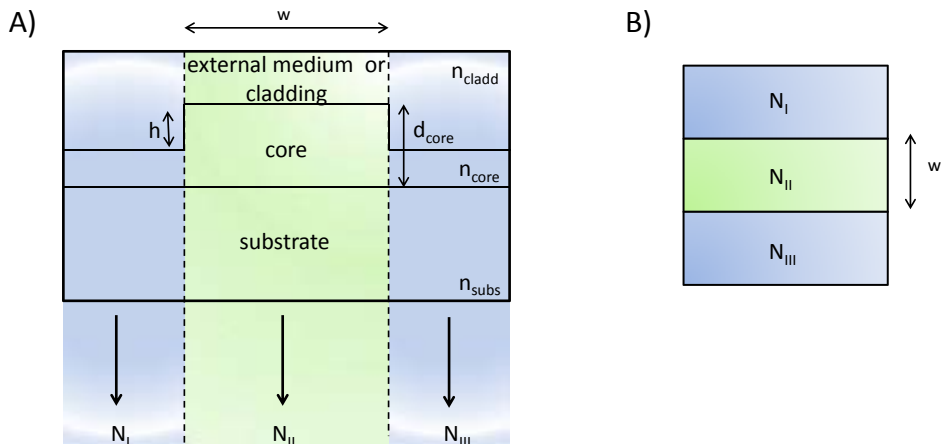 A)
w
B)
external medium or
cladding
n_cladd
h
d_core
core
n_core
substrate
n_subs
N_I
N_II
N_III
N_I
N_II
w
N_III